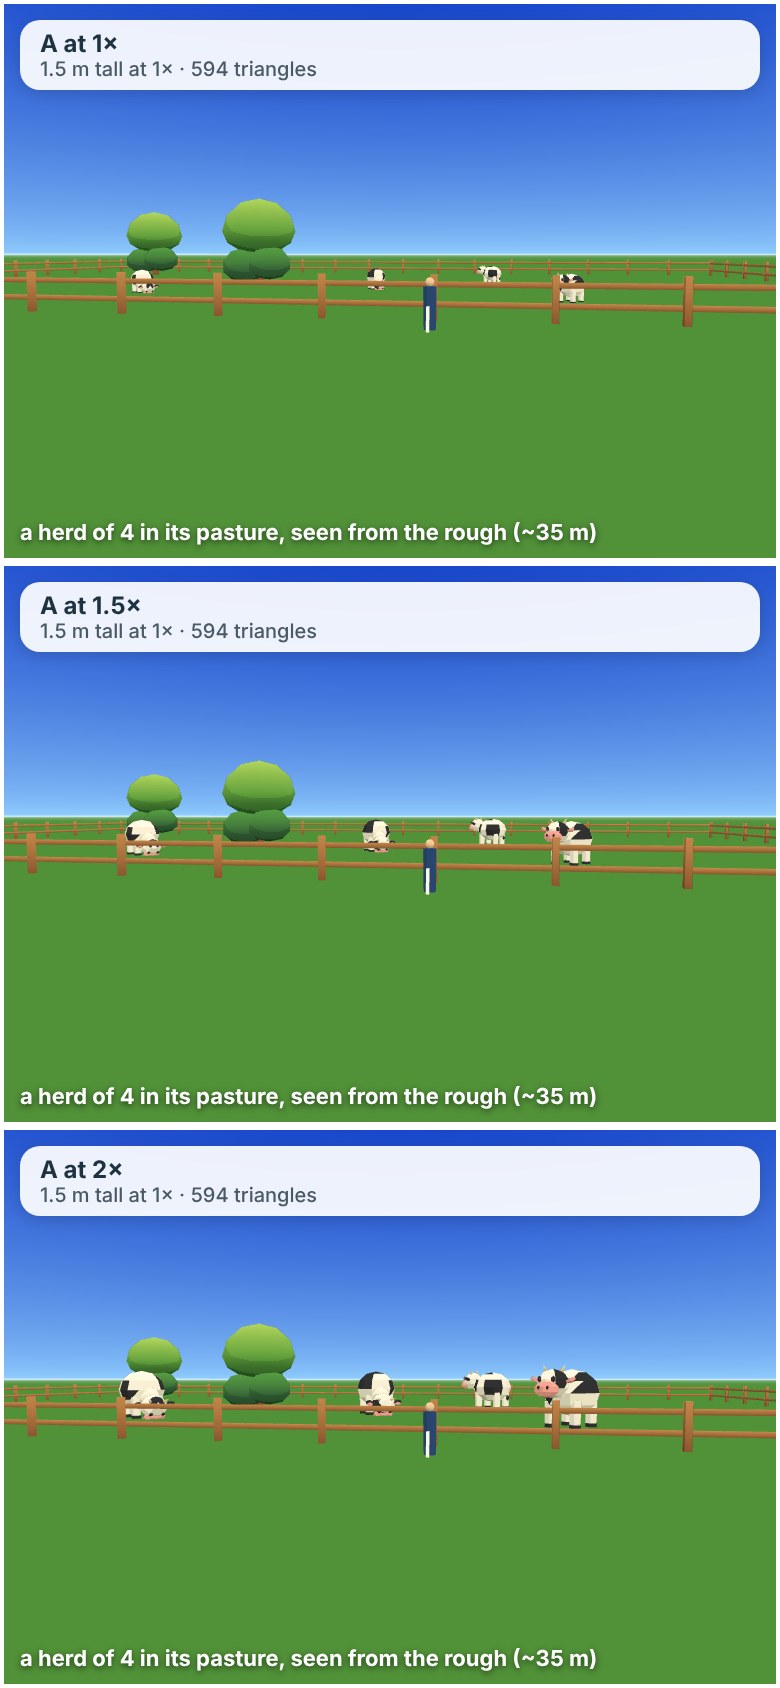 A at 1×
1.5 m tall at 1× · 594 triangles
a herd of 4 in its pasture, seen from the rough (~35 m)
A at 1.5×
1.5 m tall at 1× · 594 triangles
a herd of 4 in its pasture, seen from the rough (~35 m)
A at 2×
1.5 m tall at 1× · 594 triangles
a herd of 4 in its pasture, seen from the rough (~35 m)